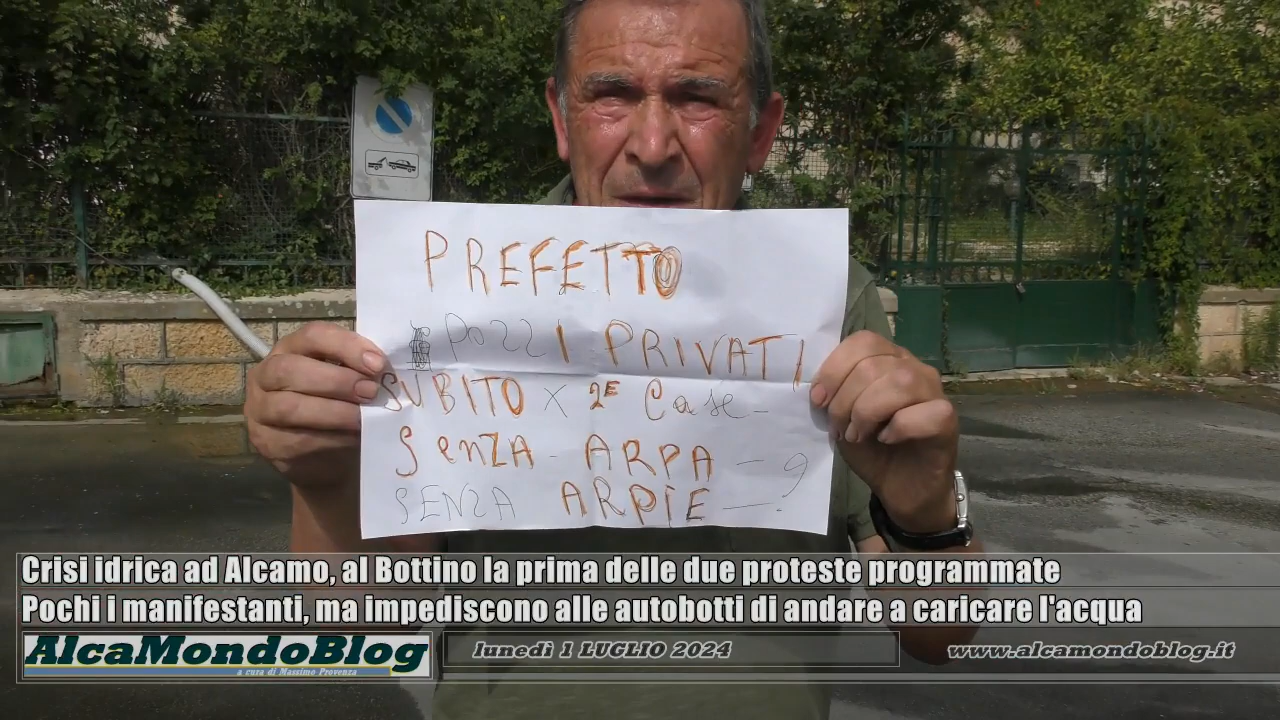 PREFETTO
POZZI PRIVATI
SUBITO X 2E Case-
SenZA - ARPA - ?
SENZA ARPIE -
Crisi idrica ad Alcamo, al Bottino la prima delle due proteste programmate
Pochi i manifestanti, ma impediscono alle autobotti di andare a caricare l'acqua
AlcaMondoBlog
a cura di Massimo Provenza
lunedì 1 LUGLIO 2024
www.alcamondoblog.it